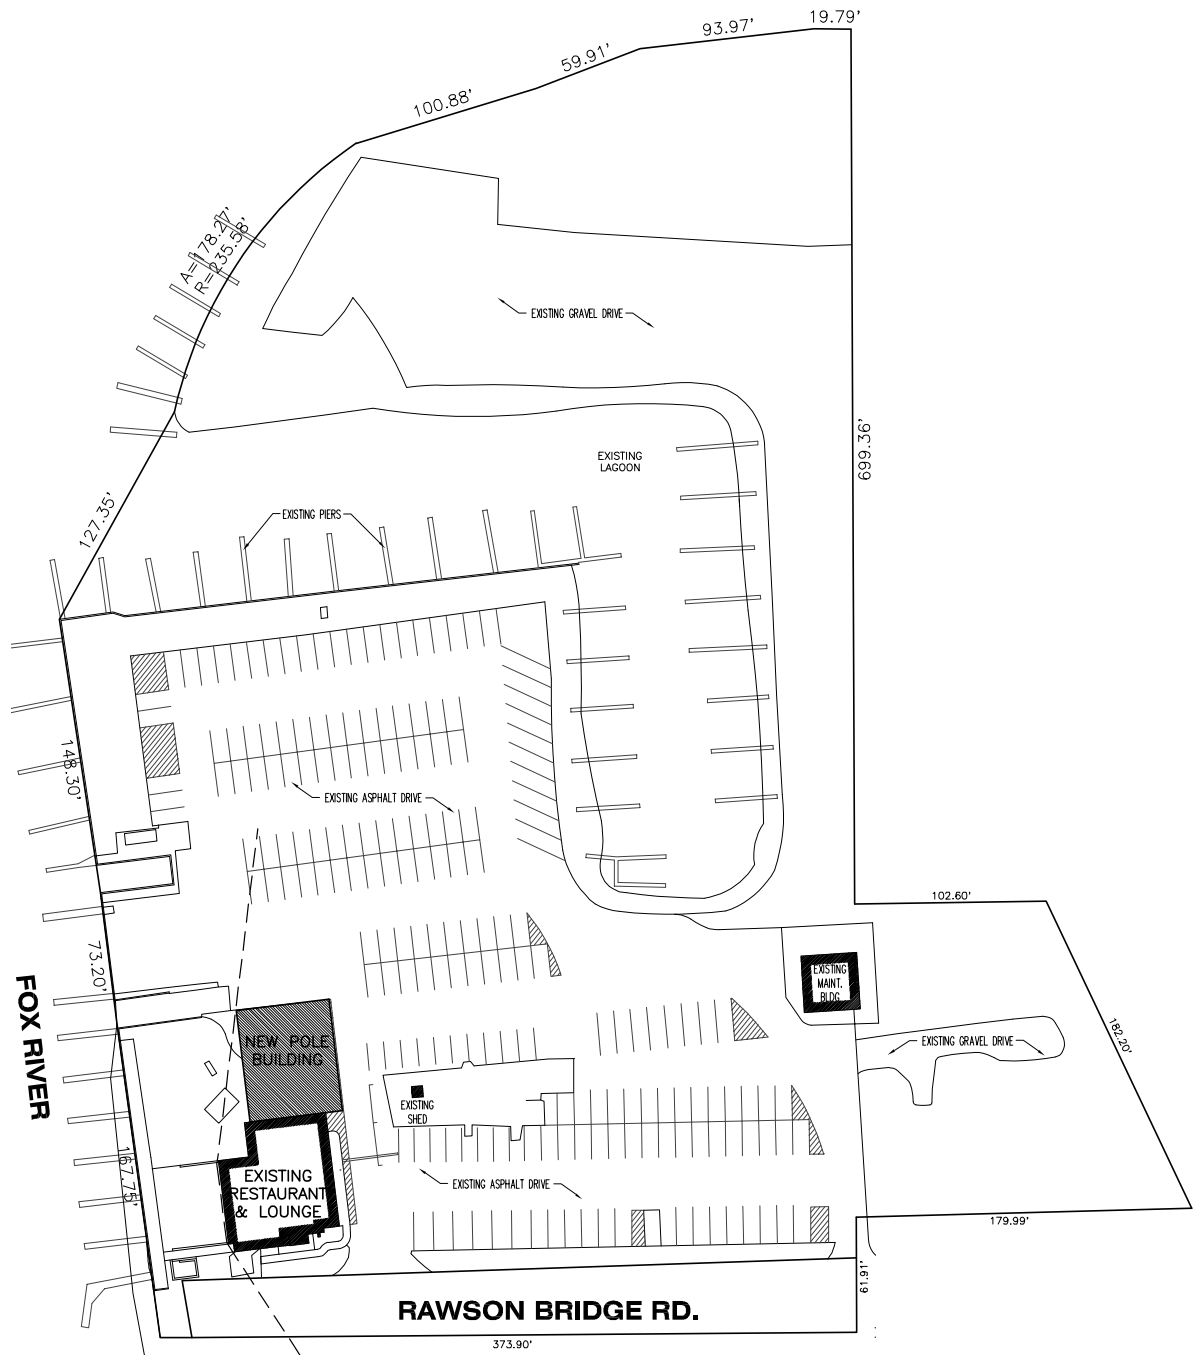 19.79'
93.97'
59.91'
100.88'
A=178.27'
R=235.58'
EXISTING GRAVEL DRIVE
699.36'
EXISTING
LAGOON
127.35'
EXISTING PIERS
148.30'
EXISTING ASPHALT DRIVE
102.60'
73.20'
EXISTING
MAINT.
BLDG.
FOX RIVER
NEW POLE
BUILDING
EXISTING GRAVEL DRIVE
182.20'
EXISTING
SHED
167.75'
EXISTING
RESTAURANT
& LOUNGE
EXISTING ASPHALT DRIVE
179.99'
61.91'
RAWSON BRIDGE RD.
373.90'